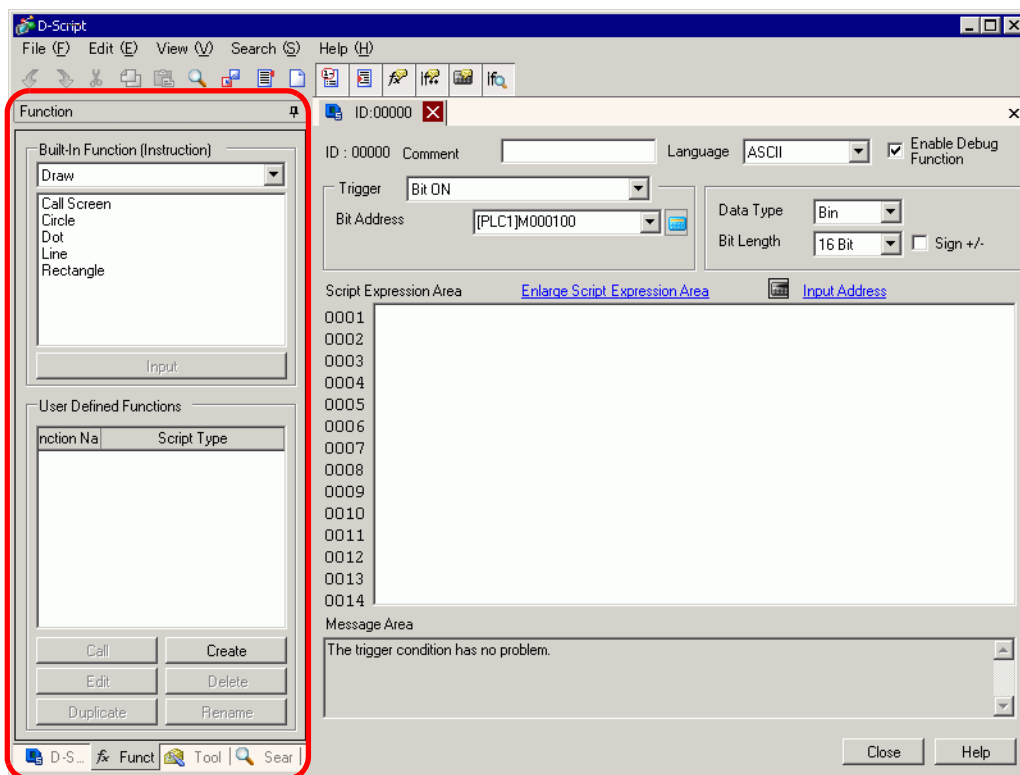 D-Script
File (F) Edit (E) View (V) Search (S) Help (H)
Function
Built-In Function (Instruction)
Draw
Call Screen
Circle
Dot
Line
Rectangle
Input
User Defined Functions
nction Na Script Type
Call Create
Edit Delete
Duplicate Rename
D-S... fx Funct Tool Sear
ID:00000
ID : 00000 Comment Language ASCII Enable Debug
Function
Trigger Bit ON
Bit Address [PLC1]M000100
Data Type Bin
Bit Length 16 Bit Sign +/-
Script Expression Area Enlarge Script Expression Area Input Address
0001
0002
0003
0004
0005
0006
0007
0008
0009
0010
0011
0012
0013
0014
Message Area
The trigger condition has no problem.
Close Help